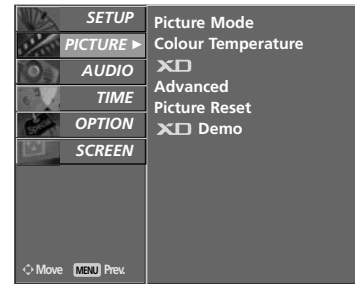 SETUP
PICTURE ►
AUDIO
TIME
OPTION
SCREEN
Move MENU Prev.
Picture Mode
Colour Temperature
XD
Advanced
Picture Reset
XD Demo